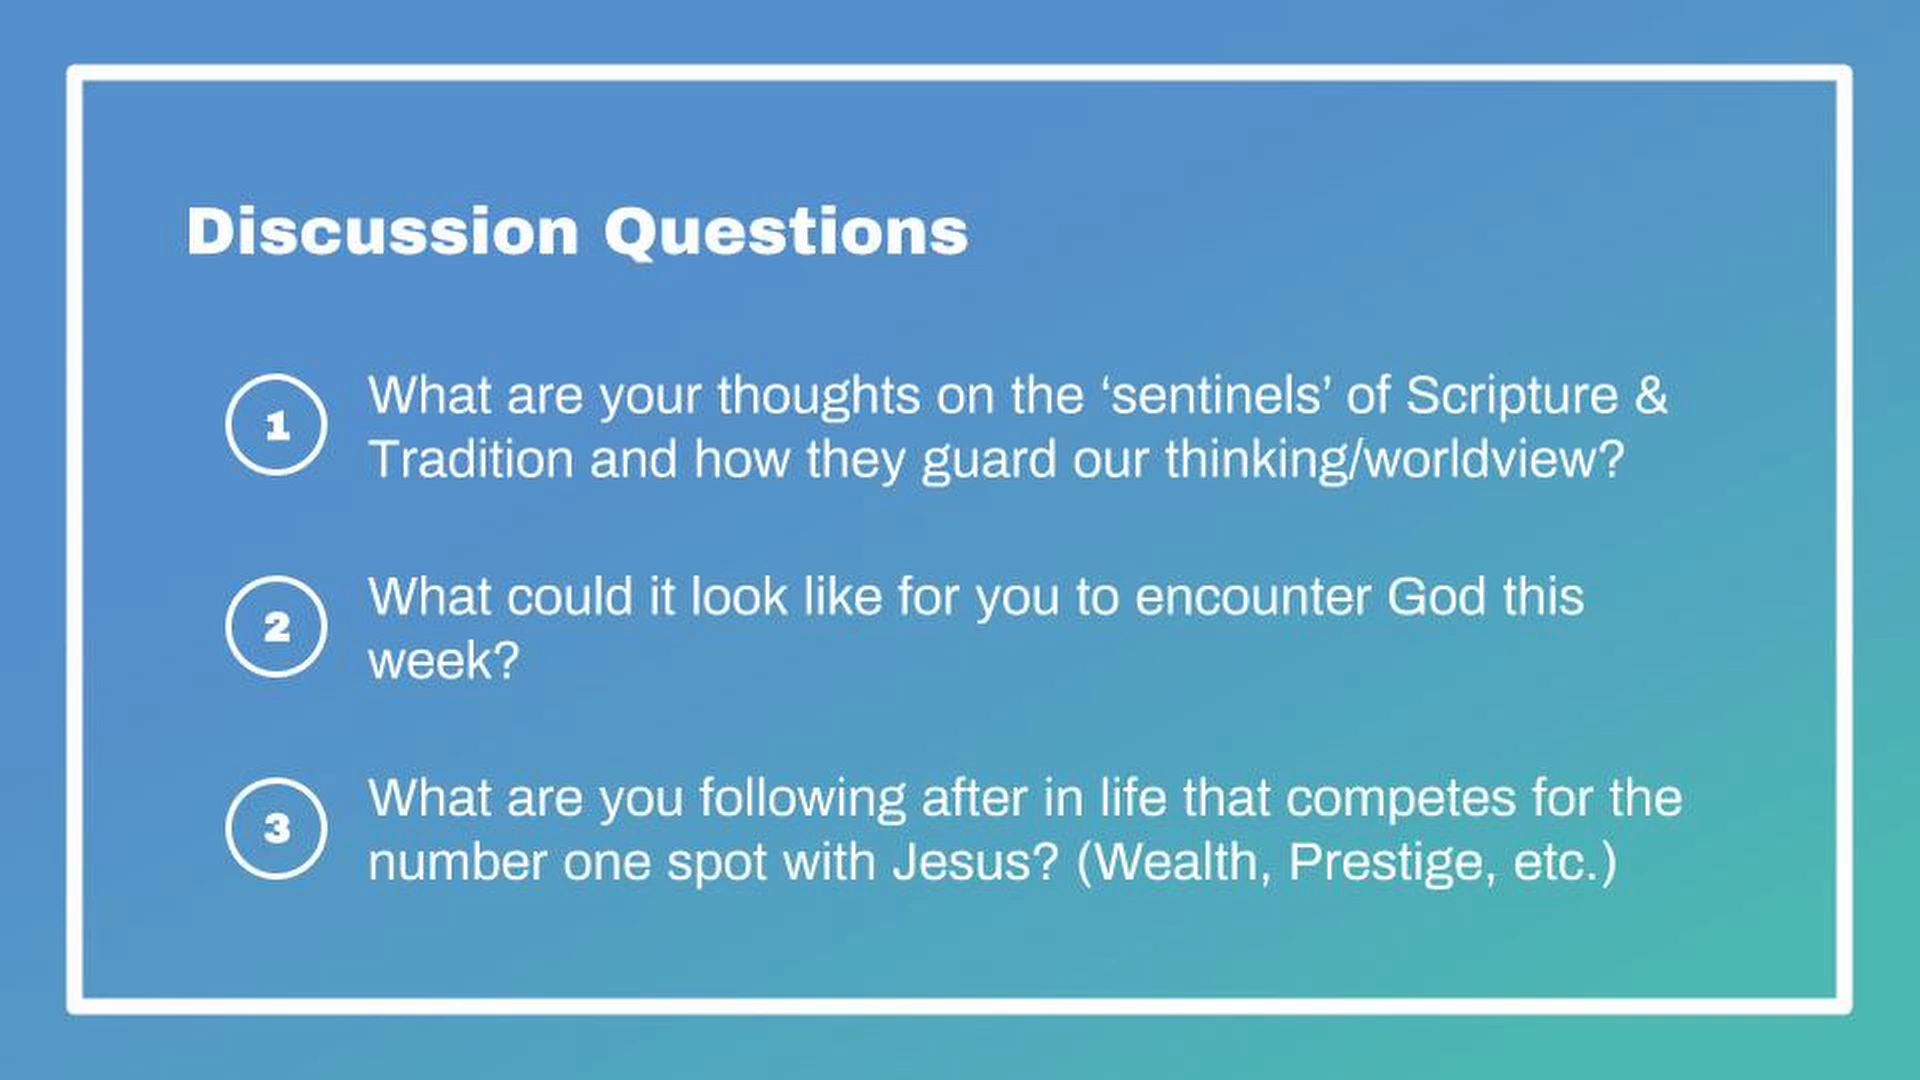 Discussion Questions
1
What are your thoughts on the ‘sentinels’ of Scripture &
Tradition and how they guard our thinking/worldview?
2
What could it look like for you to encounter God this
week?
3
What are you following after in life that competes for the
number one spot with Jesus? (Wealth, Prestige, etc.)